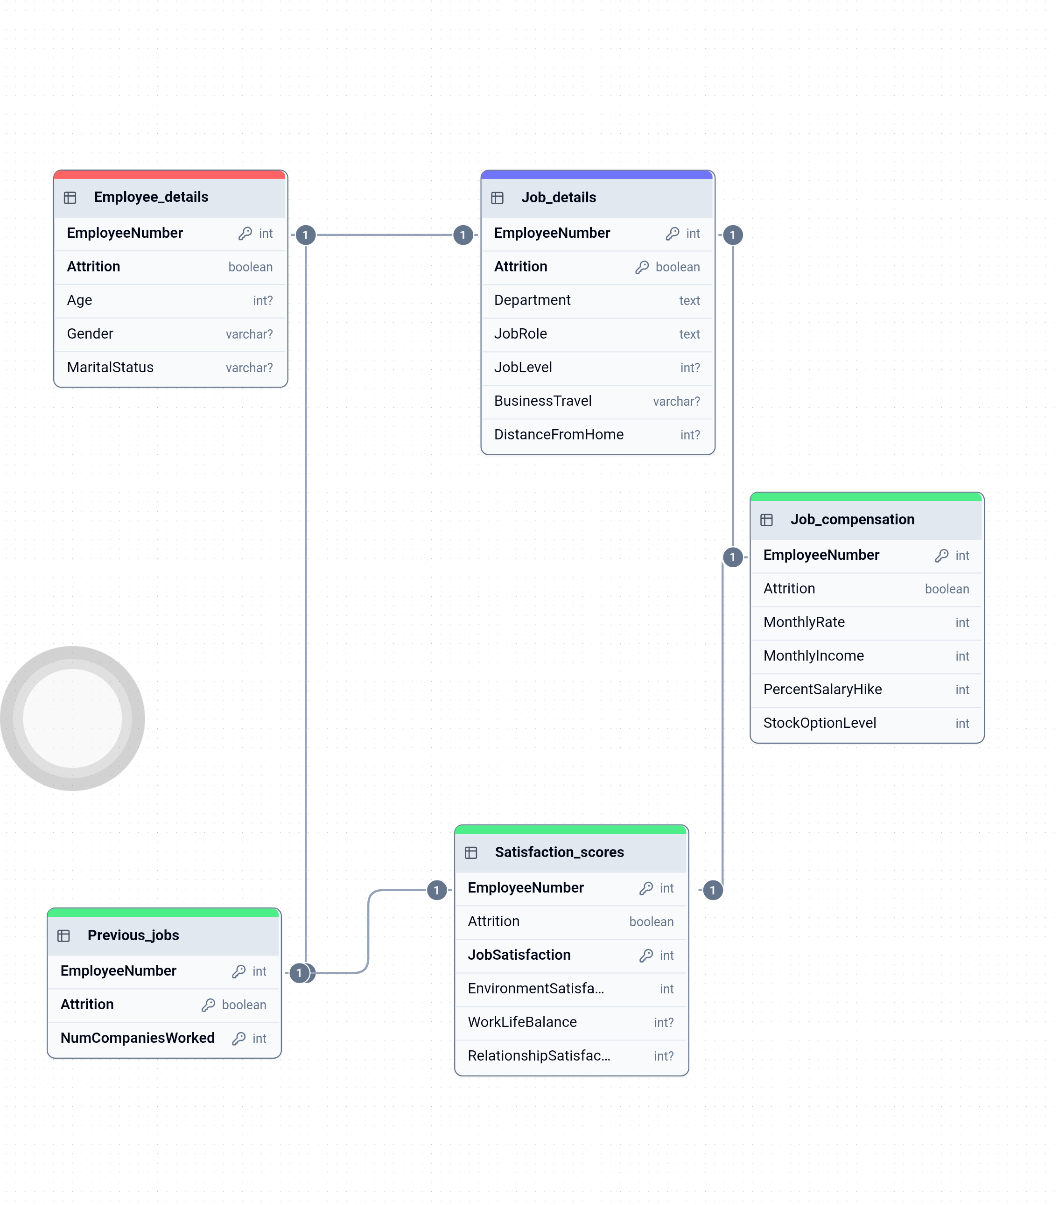 Employee_details
EmployeeNumber int
Attrition boolean
Age int?
Gender varchar?
MaritalStatus varchar?
1
1
Job_details
EmployeeNumber int
Attrition boolean
Department text
JobRole text
JobLevel int?
BusinessTravel varchar?
DistanceFromHome int?
1
Job_compensation
1
EmployeeNumber int
Attrition boolean
MonthlyRate int
MonthlyIncome int
PercentSalaryHike int
StockOptionLevel int
Satisfaction_scores
1
EmployeeNumber int
1
Attrition boolean
JobSatisfaction int
EnvironmentSatisfa... int
WorkLifeBalance int?
RelationshipSatisfac... int?
Previous_jobs
EmployeeNumber int
1
Attrition boolean
NumCompaniesWorked int